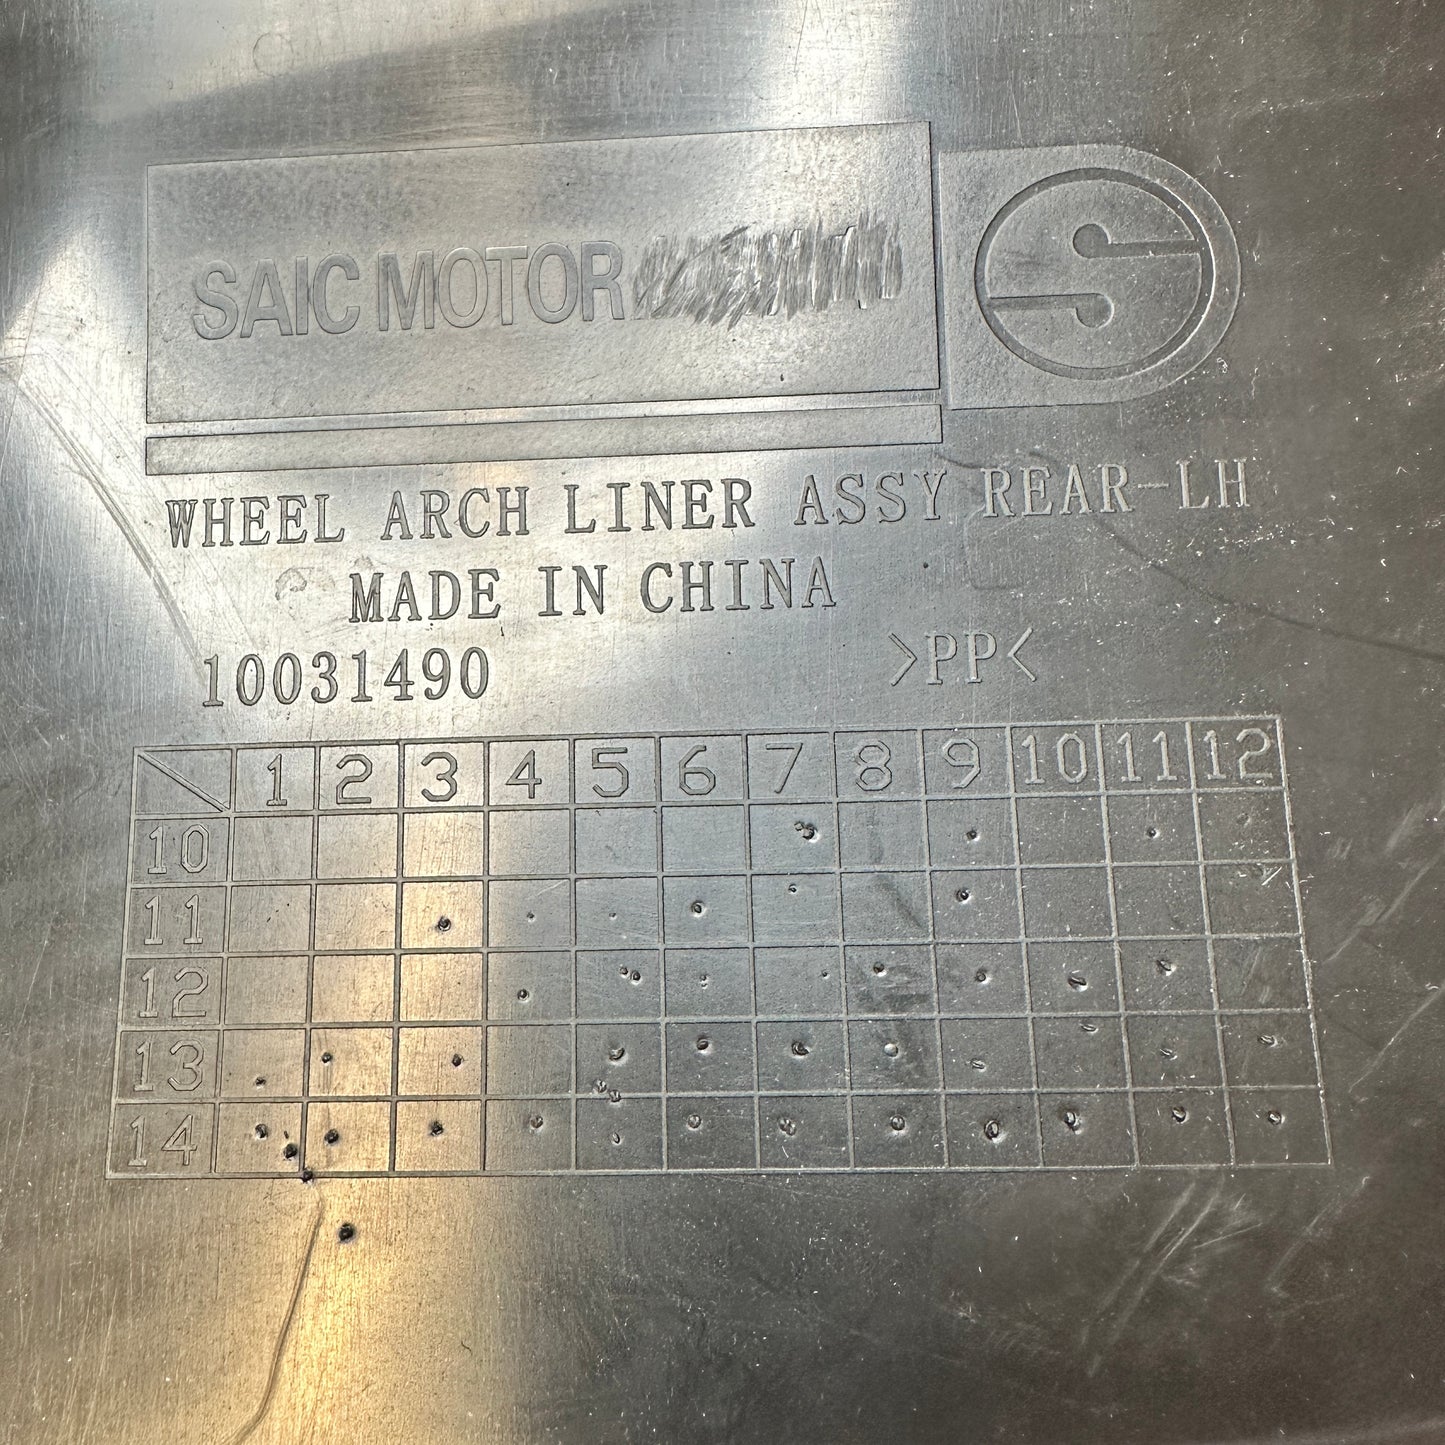 SAIC MOTOR
WHEEL ARCH LINER ASSY REAR-LH
MADE IN CHINA
10031490 >PP<
1 2 3 4 5 6 7 8 9 10 11 12
10
11
12
13
14